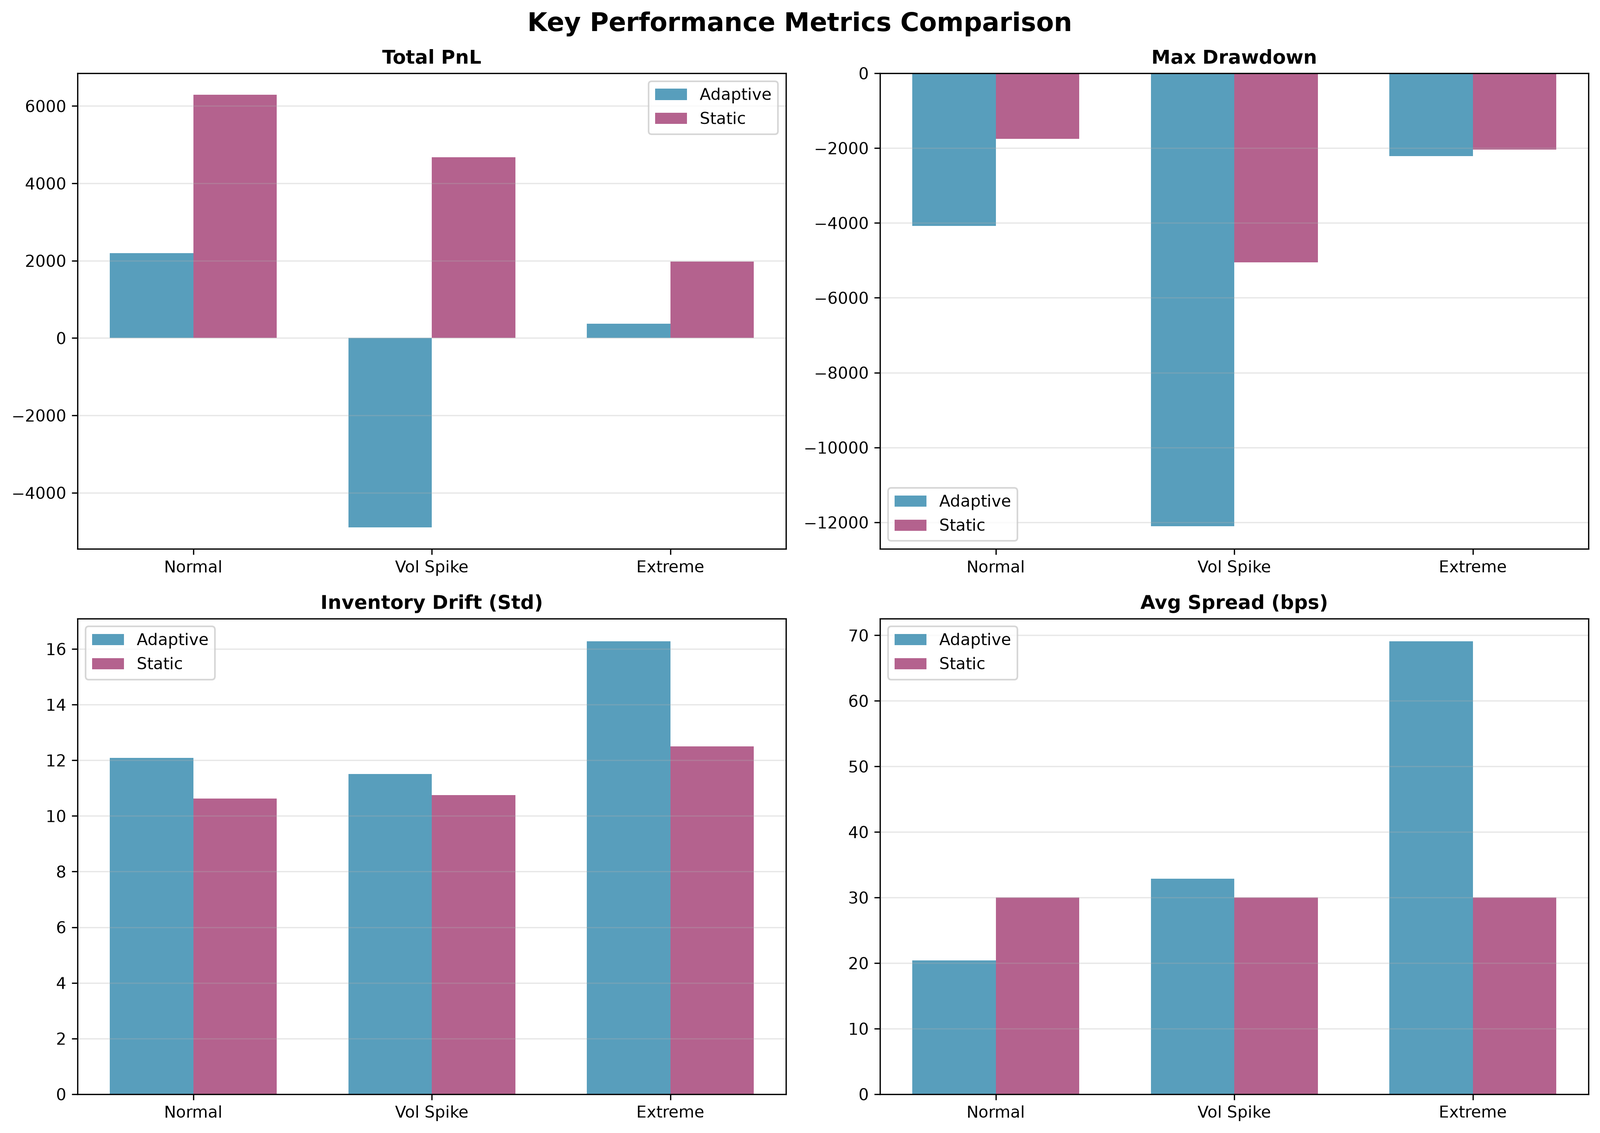 Key Performance Metrics Comparison
Total PnL
6000
4000
2000
0
−2000
−4000
Adaptive
Static
Normal
Vol Spike
Extreme
Max Drawdown
0
−2000
−4000
−6000
−8000
−10000
−12000
Adaptive
Static
Normal
Vol Spike
Extreme
Inventory Drift (Std)
16
14
12
10
8
6
4
2
0
Adaptive
Static
Normal
Vol Spike
Extreme
Avg Spread (bps)
70
60
50
40
30
20
10
0
Adaptive
Static
Normal
Vol Spike
Extreme